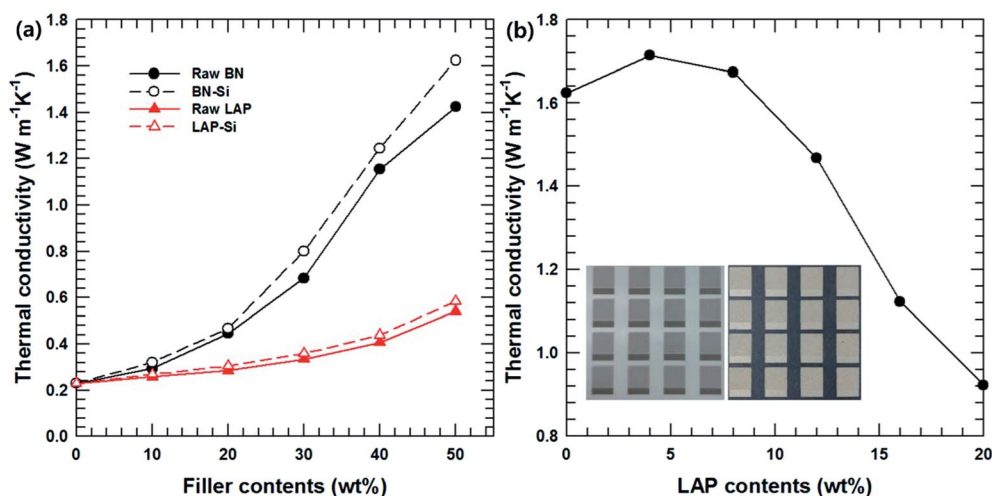 (a)
Thermal conductivity (W m⁻¹K⁻¹)
1.8
1.6
1.4
1.2
1.0
0.8
0.6
0.4
0.2
0.0
Raw BN
BN-Si
Raw LAP
LAP-Si
0 10 20 30 40 50
Filler contents (wt%)
(b)
Thermal conductivity (W m⁻¹K⁻¹)
1.8
1.6
1.4
1.2
1.0
0.8
0 5 10 15 20
LAP contents (wt%)